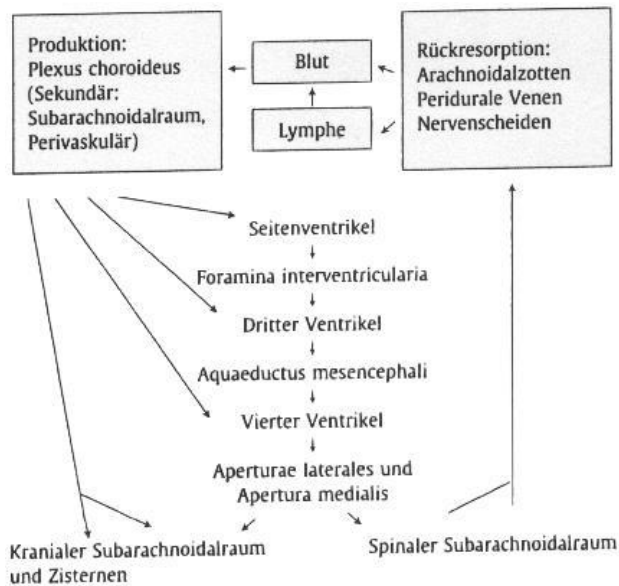 Produktion:
Plexus choroideus
(Sekundär:
Subarachnoidalraum,
Perivaskulär)
Blut
Lymphe
Rückresorption:
Arachnoidalzotten
Peridurale Venen
Nervenscheiden
Seitenventrikel
Foramina interventricularia
Dritter Ventrikel
Aquaeductus mesencephali
Vierter Ventrikel
Aperturae laterales und
Apertura medialis
Kranialer Subarachnoidalraum
und Zisternen
Spinaler Subarachnoidalraum